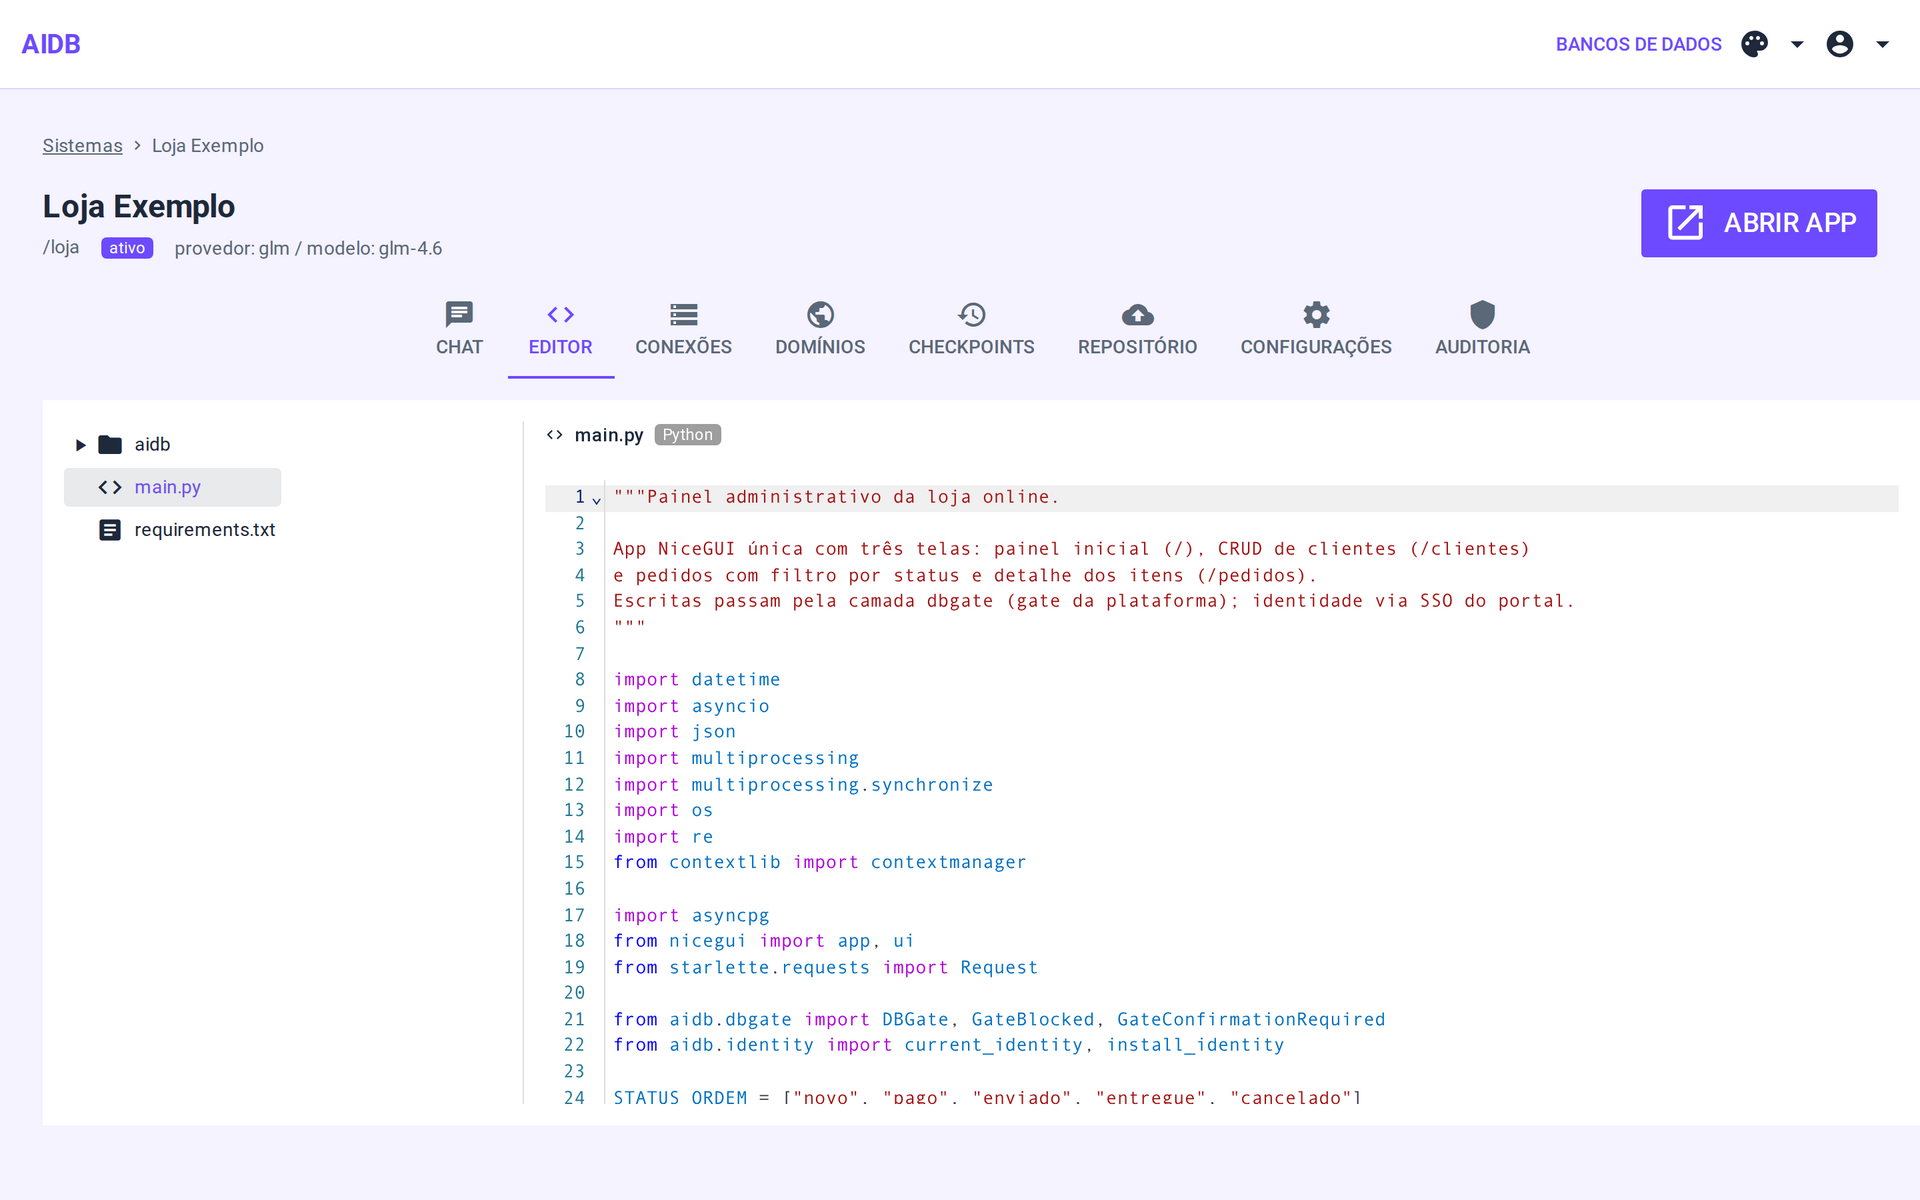 AIDB
BANCOS DE DADOS
Sistemas > Loja Exemplo
Loja Exemplo
/loja ativo provedor: glm / modelo: glm-4.6
ABRIR APP
CHAT EDITOR CONEXÕES DOMÍNIOS CHECKPOINTS REPOSITÓRIO CONFIGURAÇÕES AUDITORIA
aidb
main.py
requirements.txt
main.py Python
1 """Painel administrativo da loja online.
2
3 App NiceGUI única com três telas: painel inicial (/), CRUD de clientes (/clientes)
4 e pedidos com filtro por status e detalhe dos itens (/pedidos).
5 Escritas passam pela camada dbgate (gate da plataforma); identidade via SSO do portal.
6 """
7
8 import datetime
9 import asyncio
10 import json
11 import multiprocessing
12 import multiprocessing.synchronize
13 import os
14 import re
15 from contextlib import contextmanager
16
17 import asyncpg
18 from nicegui import app, ui
19 from starlette.requests import Request
20
21 from aidb.dbgate import DBGate, GateBlocked, GateConfirmationRequired
22 from aidb.identity import current_identity, install_identity
23
24 STATUS_ORDEM = ["novo", "pago", "enviado", "entregue", "cancelado"]